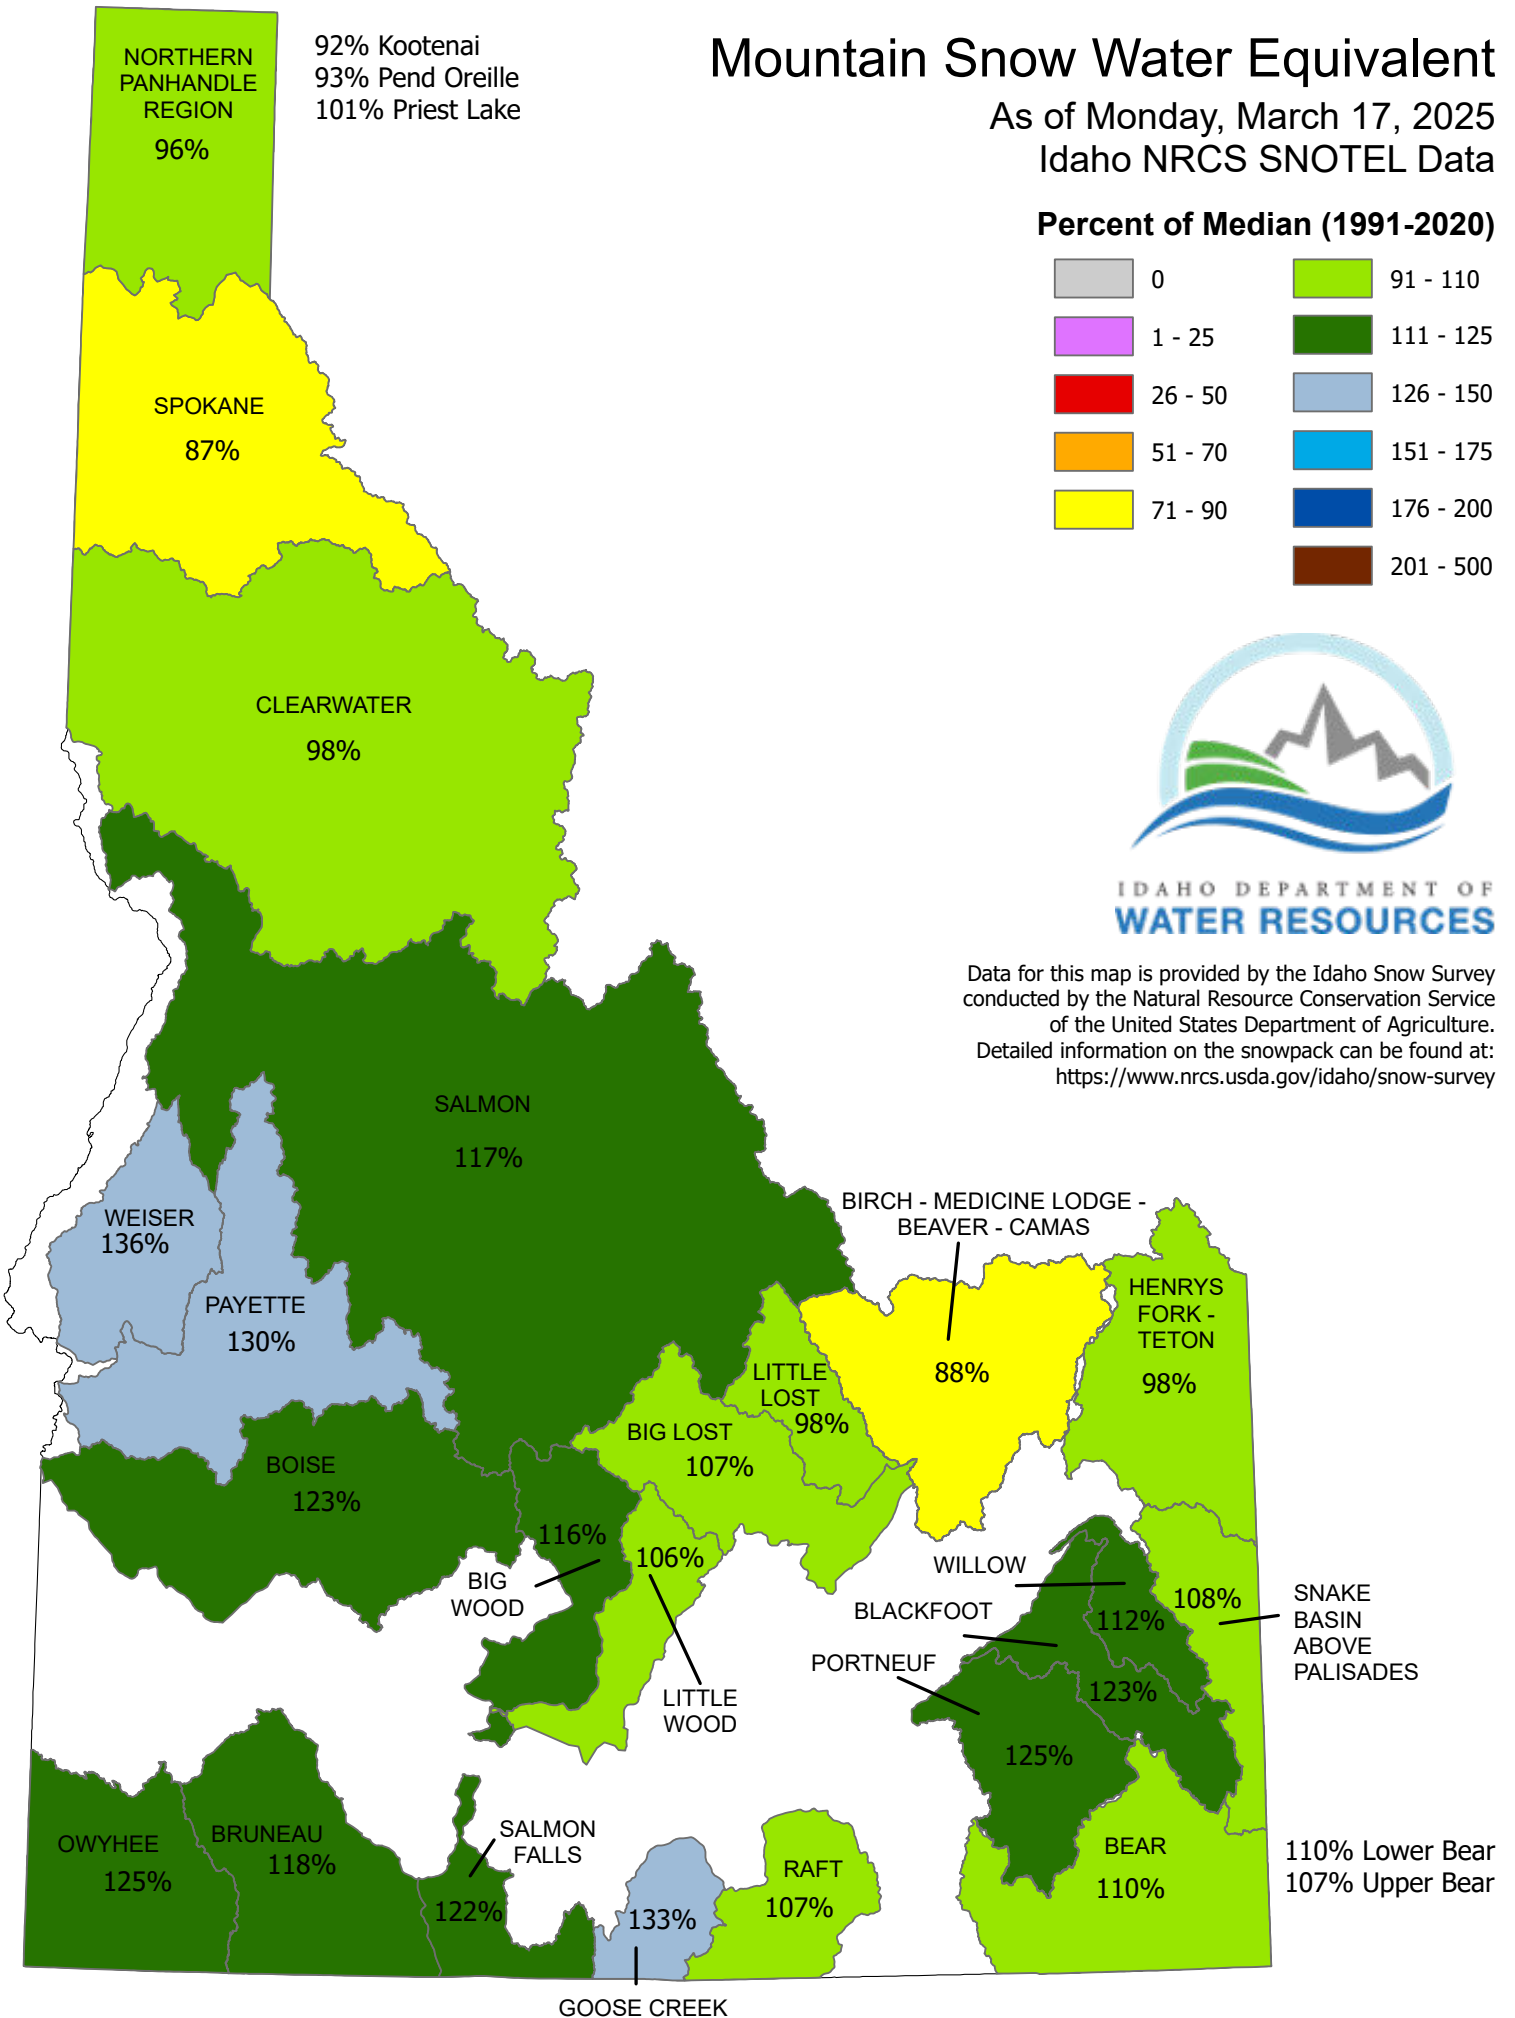 Mountain Snow Water Equivalent
As of Monday, March 17, 2025
Idaho NRCS SNOTEL Data
Percent of Median (1991-2020)
0
1 - 25
26 - 50
51 - 70
71 - 90
91 - 110
111 - 125
126 - 150
151 - 175
176 - 200
201 - 500
IDAHO DEPARTMENT OF
WATER RESOURCES
Data for this map is provided by the Idaho Snow Survey
conducted by the Natural Resource Conservation Service
of the United States Department of Agriculture.
Detailed information on the snowpack can be found at:
https://www.nrcs.usda.gov/idaho/snow-survey
NORTHERN
PANHANDLE
REGION
96%
92% Kootenai
93% Pend Oreille
101% Priest Lake
SPOKANE
87%
CLEARWATER
98%
SALMON
117%
WEISER
136%
PAYETTE
130%
BOISE
123%
BIRCH - MEDICINE LODGE -
BEAVER - CAMAS
88%
HENRYS
FORK -
TETON
98%
LITTLE
LOST
98%
BIG LOST
107%
116%
BIG
WOOD
106%
LITTLE
WOOD
WILLOW
112%
BLACKFOOT
123%
PORTNEUF
125%
108%
SNAKE
BASIN
ABOVE
PALISADES
OWYHEE
125%
BRUNEAU
118%
SALMON
FALLS
122%
133%
GOOSE CREEK
RAFT
107%
BEAR
110%
110% Lower Bear
107% Upper Bear